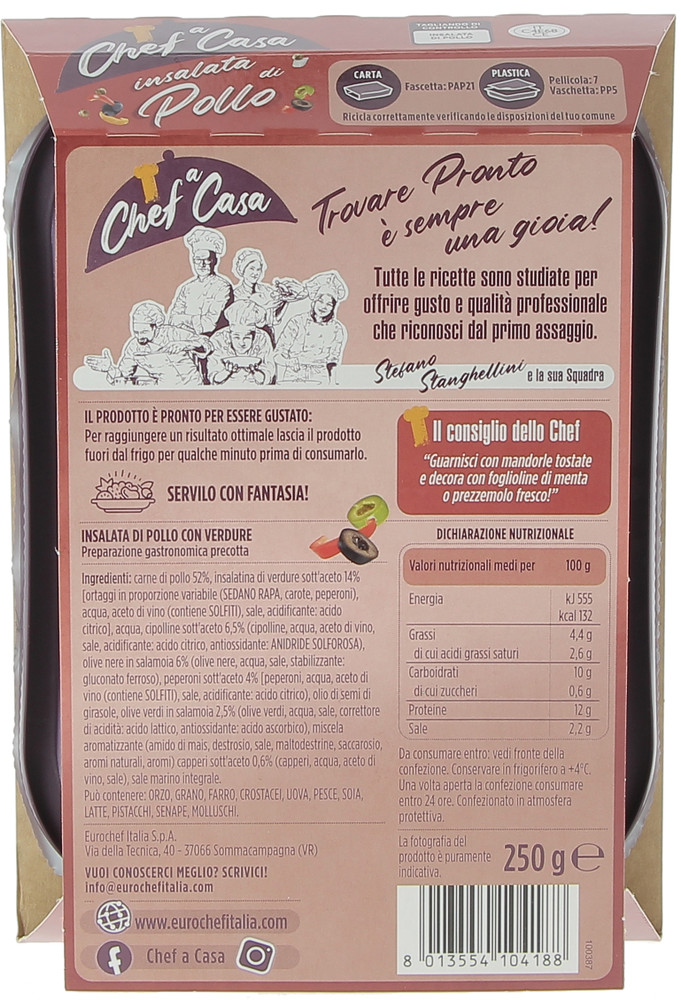 Chef a Casa
insalata di
Pollo
TAGLIANDO DI
CONTROLLO
INSALATA
DI POLLO
IT
CE
CARTA
Fascetta: PAP21
PLASTICA
Pellicola: 7
Vaschetta: PP5
Ricicla correttamente verificando le disposizioni del tuo comune
Chef a Casa
Trovare Pronto
è sempre
una gioia!
Tutte le ricette sono studiate per
offrire gusto e qualità professionale
che riconosci dal primo assaggio.
Stefano
Stanghellini e la sua Squadra
IL PRODOTTO È PRONTO PER ESSERE GUSTATO:
Per raggiungere un risultato ottimale lascia il prodotto
fuori dal frigo per qualche minuto prima di consumarlo.
SERVILO CON FANTASIA!
Il consiglio dello Chef
“Guarnisci con mandorle tostate
e decora con foglioline di menta
o prezzemolo fresco!”
INSALATA DI POLLO CON VERDURE
Preparazione gastronomica precotta
Ingredienti: carne di pollo 52%, insalatina di verdure sott'aceto 14%
[ortaggi in proporzione variabile (SEDANO RAPA, carote, peperoni),
acqua, aceto di vino (contiene SOLFITI), sale, acidificante: acido
citrico], acqua, cipolline sott'aceto 6,5% (cipolline, acqua, aceto di vino,
sale, acidificante: acido citrico, antiossidante: ANIDRIDE SOLFOROSA),
olive nere in salamoia 6% (olive nere, acqua, sale, stabilizzante:
gluconato ferroso), peperoni sott'aceto 4% [peperoni, acqua, aceto di
vino (contiene SOLFITI), sale, acidificante: acido citrico), olio di semi di
girasole, olive verdi in salamoia 2,5% (olive verdi, acqua, sale, correttore
di acidità: acido lattico, antiossidante: acido ascorbico), miscela
aromatizzante (amido di mais, destrosio, sale, maltodestrine, saccarosio,
aromi naturali, aromi) capperi sott'aceto 0,6% (capperi, acqua, aceto di
vino, sale), sale marino integrale.
Può contenere: ORZO, GRANO, FARRO, CROSTACEI, UOVA, PESCE, SOIA,
LATTE, PISTACCHI, SENAPE, MOLLUSCHI.
DICHIARAZIONE NUTRIZIONALE
Valori nutrizionali medi per 100 g
Energia kJ 555
kcal 132
Grassi 4,4 g
di cui acidi grassi saturi 2,6 g
Carboidrati 10 g
di cui zuccheri 0,6 g
Proteine 12 g
Sale 2,2 g
Da consumare entro: vedi fronte della
confezione. Conservare in frigorifero a +4°C.
Una volta aperta la confezione consumare
entro 24 ore. Confezionato in atmosfera
protettiva.
Eurochef Italia S.p.A.
Via della Tecnica, 40 - 37066 Sommacampagna (VR)
VUOI CONOSCERCI MEGLIO? SCRIVICI!
info@eurochefitalia.com
www.eurochefitalia.com
Chef a Casa
La fotografia del
prodotto è puramente
indicativa.
250 g e
8 013554 104188
100387